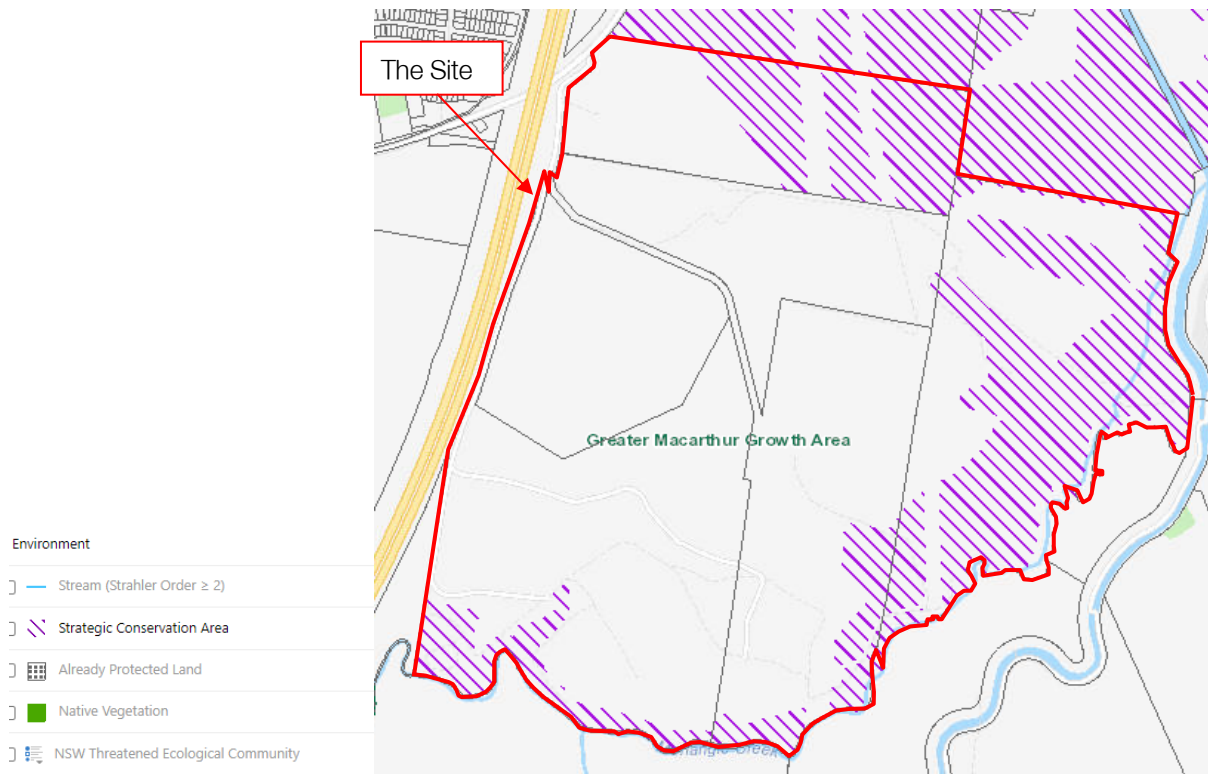 The Site
Greater Macarthur Growth Area
Environment
Stream (Strahler Order ≥ 2)
Strategic Conservation Area
Already Protected Land
Native Vegetation
NSW Threatened Ecological Community
Creek